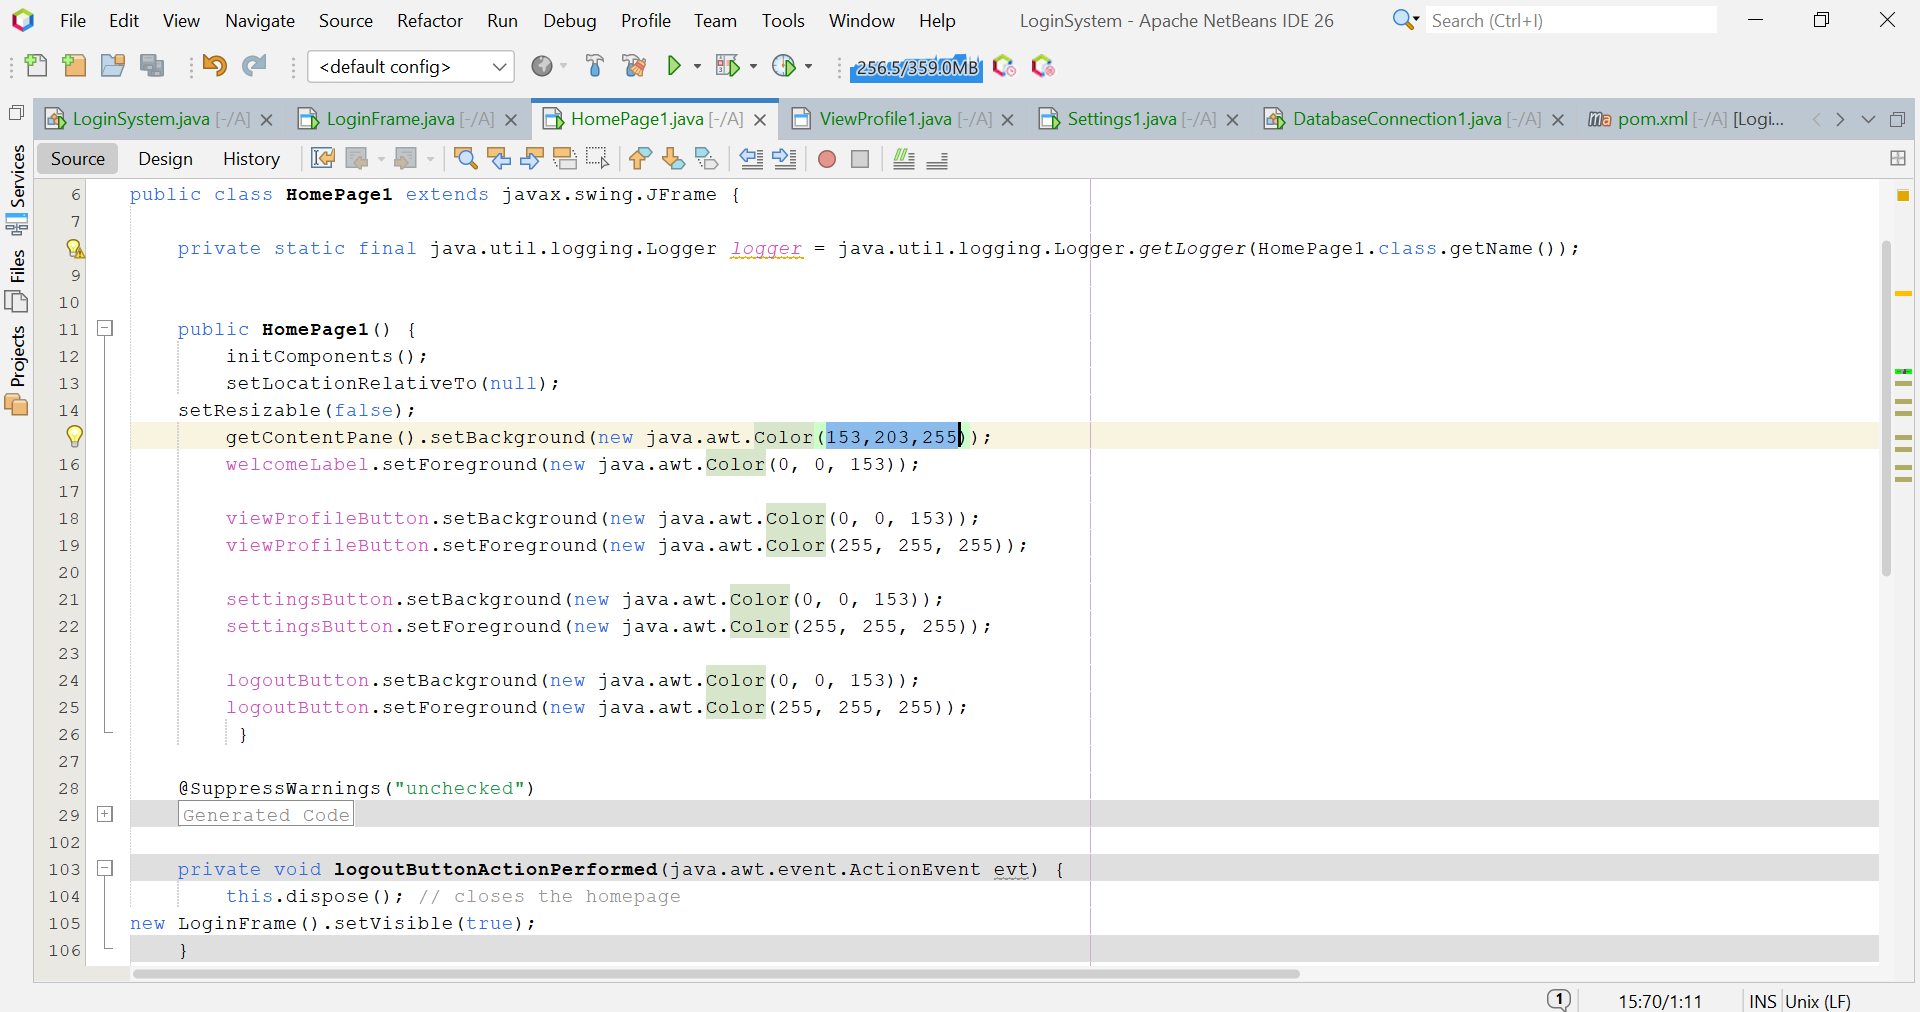 File Edit View Navigate Source Refactor Run Debug Profile Team Tools Window Help LoginSystem - Apache NetBeans IDE 26 Search (Ctrl+I)
<default config> 256.5/359.0MB
LoginSystem.java [-/A] LoginFrame.java [-/A] HomePage1.java [-/A] ViewProfile1.java [-/A] Settings1.java [-/A] DatabaseConnection1.java [-/A] pom.xml [-/A] [Logi...
Source Design History
Services
Files
Projects
6 public class HomePage1 extends javax.swing.JFrame {
7
private static final java.util.logging.Logger logger = java.util.logging.Logger.getLogger(HomePage1.class.getName());
9
10
11 public HomePage1() {
12 initComponents();
13 setLocationRelativeTo(null);
14 setResizable(false);
getContentPane().setBackground(new java.awt.Color(153,203,255));
16 welcomeLabel.setForeground(new java.awt.Color(0, 0, 153));
17
18 viewProfileButton.setBackground(new java.awt.Color(0, 0, 153));
19 viewProfileButton.setForeground(new java.awt.Color(255, 255, 255));
20
21 settingsButton.setBackground(new java.awt.Color(0, 0, 153));
22 settingsButton.setForeground(new java.awt.Color(255, 255, 255));
23
24 logoutButton.setBackground(new java.awt.Color(0, 0, 153));
25 logoutButton.setForeground(new java.awt.Color(255, 255, 255));
26 }
27
28 @SuppressWarnings("unchecked")
29 Generated Code
102
103 private void logoutButtonActionPerformed(java.awt.event.ActionEvent evt) {
104 this.dispose(); // closes the homepage
105 new LoginFrame().setVisible(true);
106 }
1 15:70/1:11 INS Unix (LF)